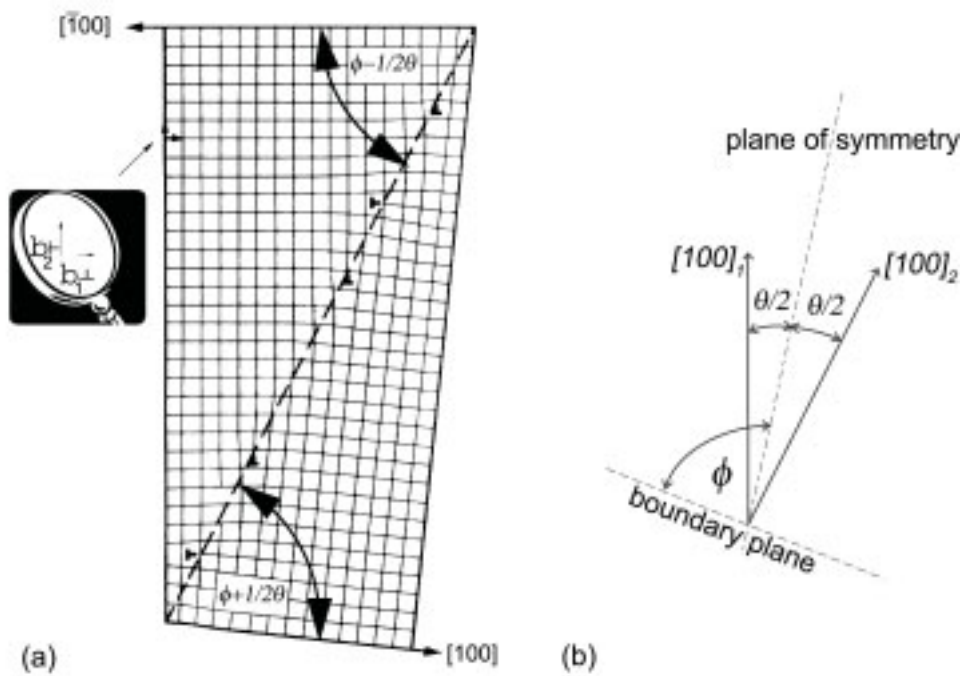 [1̄00]
ϕ−1/2θ
b₂
b₁
ϕ+1/2θ
[100]
(a)
plane of symmetry
[100]₁
[100]₂
θ/2
θ/2
ϕ
boundary plane
(b)